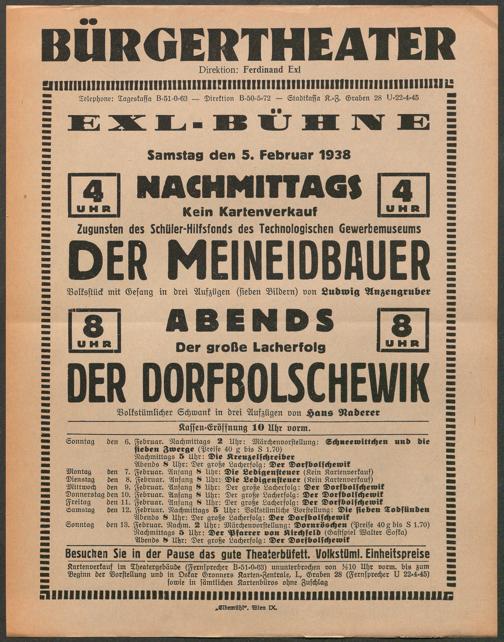 BÜRGERTHEATER
Direktion: Ferdinand Exl
Telephone: Tageskassa B-51-0-63 — Direktion B-50-5-72 — Stadtkassa K.-J. Graben 28 U-22-4-45
EXL-BÜHNE
Samstag den 5. Februar 1938
4 UHR NACHMITTAGS 4 UHR
Kein Kartenverkauf
Zugunsten des Schüler-Hilfsfonds des Technologischen Gewerbemuseums
DER MEINEIDBAUER
Volksstück mit Gesang in drei Aufzügen (sieben Bildern) von Ludwig Anzengruber
8 UHR ABENDS 8 UHR
Der große Lacherfolg
DER DORFBOLSCHEWIK
Volkstümlicher Schwank in drei Aufzügen von Hans Naderer
Kassen-Eröffnung 10 Uhr vorm.
Sonntag den 6. Februar. Nachmittags 2 Uhr: Märchenvorstellung: Schneewittchen und die
sieben Zwerge (Preise 40 g bis S 1.70)
Nachmittags 5 Uhr: Die Kreuzelschreiber
Abends 8 Uhr: Der große Lacherfolg: Der Dorfbolschewik
Montag den 7. Februar. Anfang 8 Uhr: Die Ledigensteuer (Kein Kartenverkauf)
Dienstag den 8. Februar. Anfang 8 Uhr: Die Ledigensteuer (Kein Kartenverkauf)
Mittwoch den 9. Februar. Anfang 8 Uhr: Der große Lacherfolg: Der Dorfbolschewik
Donnerstag den 10. Februar. Anfang 8 Uhr: Der große Lacherfolg: Der Dorfbolschewik
Freitag den 11. Februar. Anfang 8 Uhr: Der große Lacherfolg: Der Dorfbolschewik
Samstag den 12. Februar. Nachmittags 5 Uhr: Volkstümliche Vorstellung: Die sieben Todsünden
Abends 8 Uhr: Der große Lacherfolg: Der Dorfbolschewik
Sonntag den 13. Februar. Nachm. 2 Uhr: Märchenvorstellung: Dornröschen (Preise 40 g bis S 1.70)
Nachmittags 5 Uhr: Der Pfarrer von Kirchfeld (Gastspiel Walter)
Abends 8 Uhr: Der große Lacherfolg: Der Dorfbolschewik
Besuchen Sie in der Pause das gute Theaterbüfett. Volkstüml. Einheitspreise
Kartenverkauf im Theatergebäude (Fernsprecher B-51-0-63) ununterbrochen von ½10 Uhr vorm. bis zum
Beginn der Vorstellung und in Oskar Gronners Karten-Zentrale, I., Graben 28 (Fernsprecher U 22-4-45)
sowie in sämtlichen Kartenbüros ohne Zuschlag
„Elbemühl“, Wien IX.